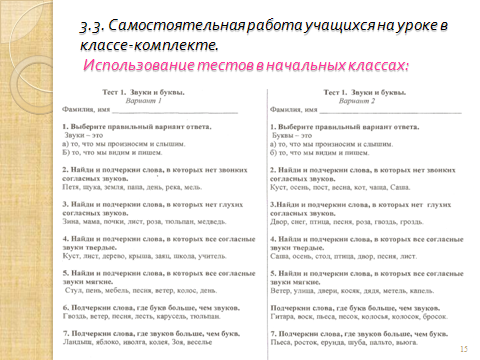 3.3. Самостоятельная работа учащихся на уроке в
классе-комплекте.
Использование тестов в начальных классах:
Тест 1. Звуки и буквы.
Вариант 1
Фамилия, имя
1. Выберите правильный вариант ответа.
Звуки – это
а) то, что мы произносим и слышим.
Б) то, что мы видим и пишем.
2. Найди и подчеркни слова, в которых нет звонких
согласных звуков.
Петя, щука, земля, папа, день, река, мель.
3. Найди и подчеркни слова, в которых нет глухих
согласных звуков.
Зина, мама, почки, лист, роза, тюльпан, медведь.
4. Найди и подчеркни слова, в которых все согласные
звуки твердые.
Куст, лист, дерево, крыша, заяц, школа, учитель.
5. Найди и подчеркни слова, в которых все согласные
звуки мягкие.
Стул, пень, мебель, песня, ветер, колос, день.
6. Подчеркни слова, где букв больше, чем звуков.
Гвоздь, ветер, песня, лесть, карусель, тюльпан.
7. Подчеркни слова, где звуков больше, чем букв.
Ландыш, яблоко, иволга, колея, Зоя, веселье
Тест 1. Звуки и буквы.
Вариант 2
Фамилия, имя
1. Выберите правильный вариант ответа.
Буквы – это
а) то, что мы произносим и слышим.
б) то, что мы видим и пишем.
2. Найди и подчеркни слова, в которых нет звонких
согласных звуков.
Куст, осень, пост, весна, кот, чаша, Саша.
3.Найди и подчеркни слова, в которых нет глухих
согласных звуков.
Двор, снег, птица, песня, роза, гвоздь, гроздь.
4. Найди и подчеркни слова, в которых все согласные
звуки твердые.
Саша, осень, стол, птица, двор, песня, лист.
5. Найди и подчеркни слова, в которых все согласные
звуки мягкие.
Ветер, улица, двери, косяк, дядя, метель, капель.
Подчеркни слова, где букв больше, чем звуков.
Гитара, воск, пьеса, песок, колосья, колосок, бросок.
7. Подчеркни слова, где звуков больше, чем букв.
Пьеса, росток, ерунда, шуба, пальто, вьюга.
15